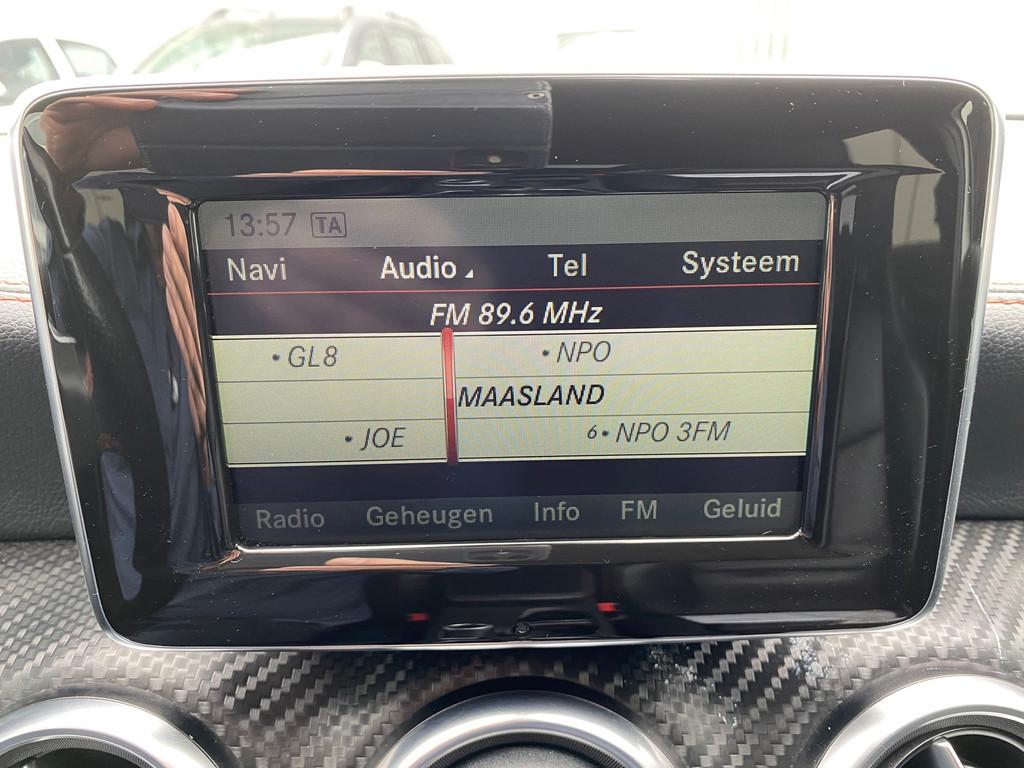 13:57 TA
Navi Audio Tel Systeem
FM 89.6 MHz
• GL8 • NPO
MAASLAND
• JOE 6• NPO 3FM
Radio Geheugen Info FM Geluid